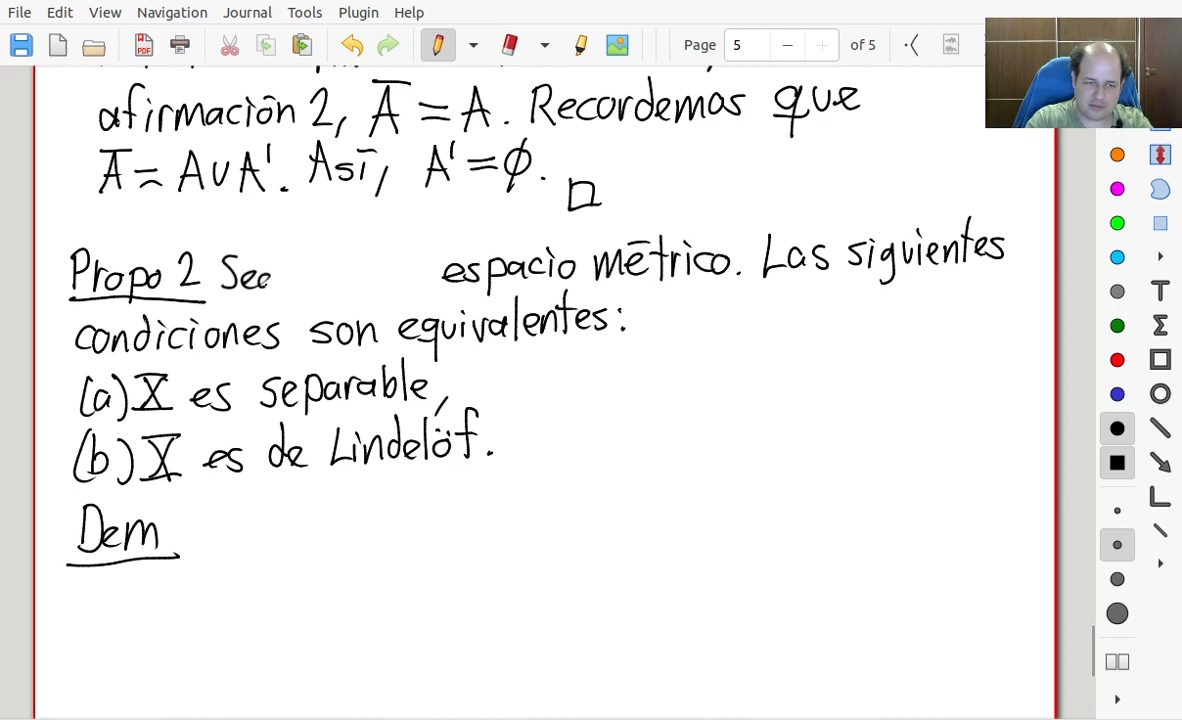 File Edit View Navigation Journal Tools Plugin Help
Page 5 of 5
afirmación 2, A̅ = A. Recordemos que
A̅ = A∪A'. Así, A' = ∅. □
Propo 2 See espacio métrico. Las siguientes
condiciones son equivalentes:
(a) X es separable,
(b) X es de Lindelöf.
Dem